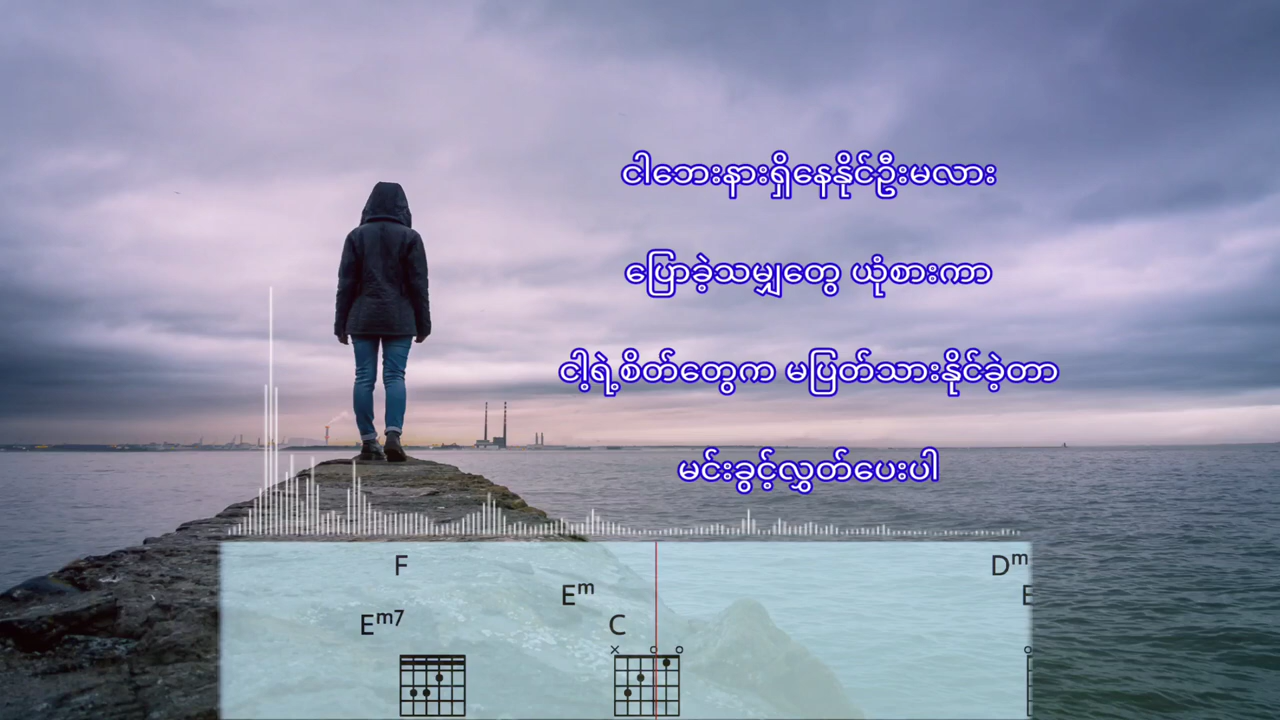 ငါဘေးနားရှိနေနိုင်ဦးမလား
ပြောခဲ့သမျှတွေ ယုံစားကာ
ငါ့ရဲ့စိတ်တွေက မပြတ်သားနိုင်ခဲ့တာ
မင်းခွင့်လွှတ်ပေးပါ
F
Dm
Em
E
Em7
C